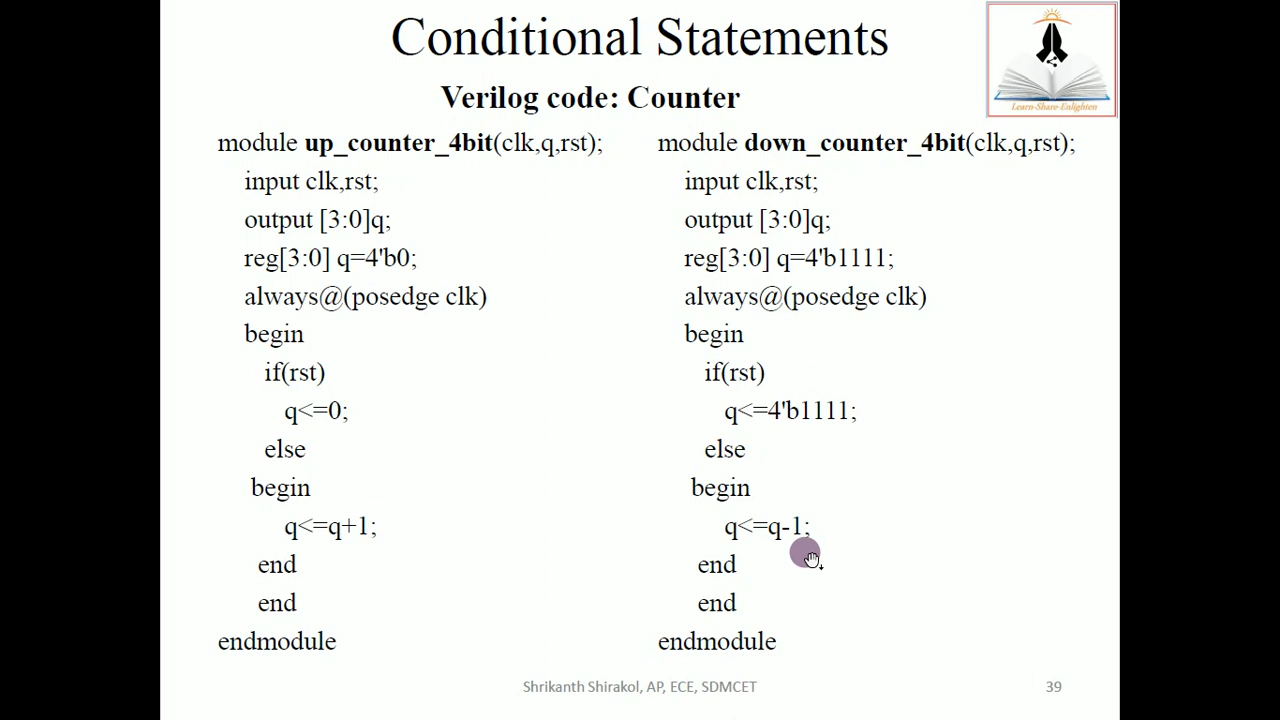 Conditional Statements
Learn-Share-Enlighten
Verilog code: Counter
module up_counter_4bit(clk,q,rst);
input clk,rst;
output [3:0]q;
reg[3:0] q=4'b0;
always@(posedge clk)
begin
if(rst)
q<=0;
else
begin
q<=q+1;
end
end
endmodule
module down_counter_4bit(clk,q,rst);
input clk,rst;
output [3:0]q;
reg[3:0] q=4'b1111;
always@(posedge clk)
begin
if(rst)
q<=4'b1111;
else
begin
q<=q-1;
end
end
endmodule
Shrikanth Shirakol, AP, ECE, SDMCET
39